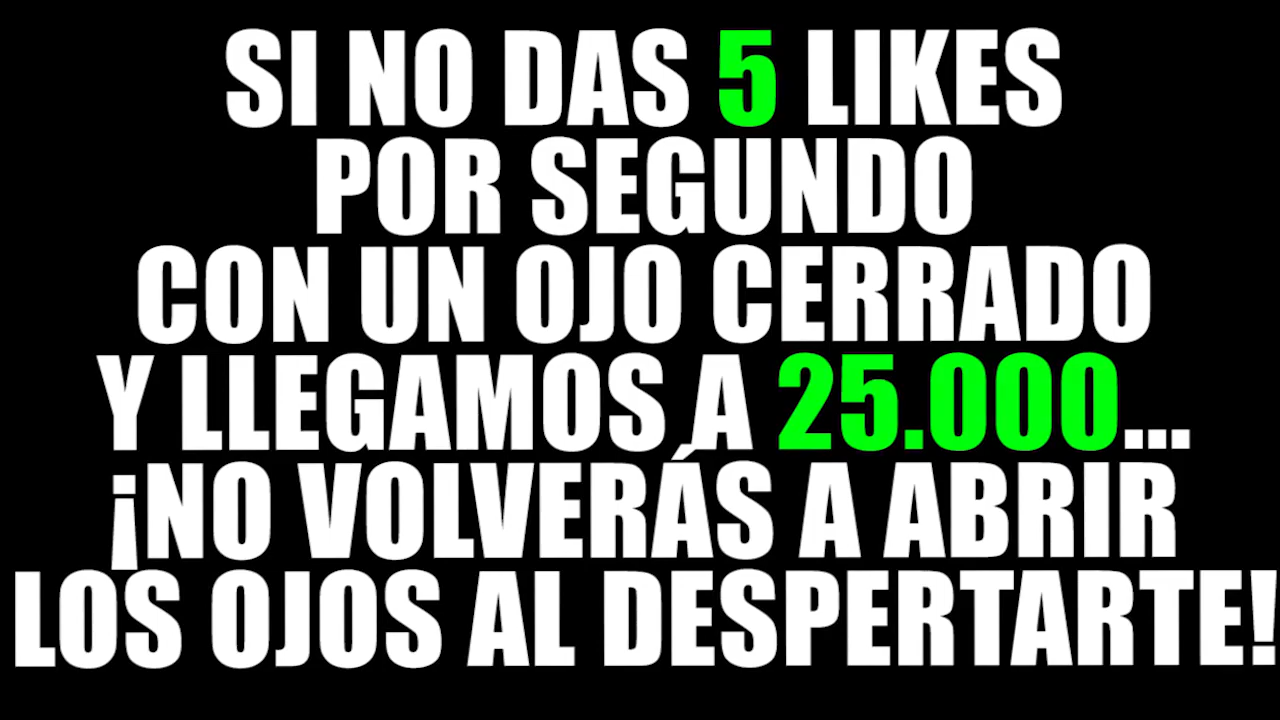 SI NO DAS 5 LIKES
POR SEGUNDO
CON UN OJO CERRADO
Y LLEGAMOS A 25.000...
¡NO VOLVERÁS A ABRIR
LOS OJOS AL DESPERTARTE!